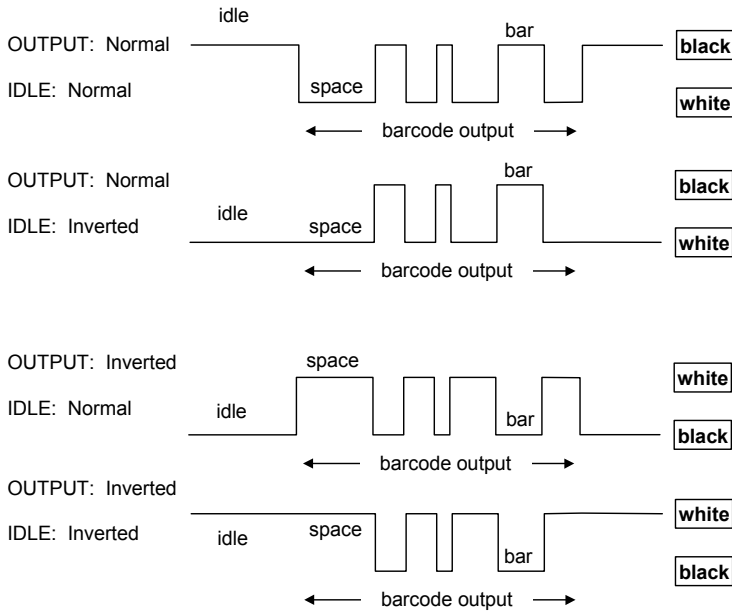 idle
OUTPUT: Normal
bar
black
IDLE: Normal
space
white
barcode output
OUTPUT: Normal
bar
black
IDLE: Inverted
idle
space
white
barcode output
OUTPUT: Inverted
space
white
IDLE: Normal
idle
bar
black
barcode output
OUTPUT: Inverted
white
IDLE: Inverted
idle
space
bar
black
barcode output